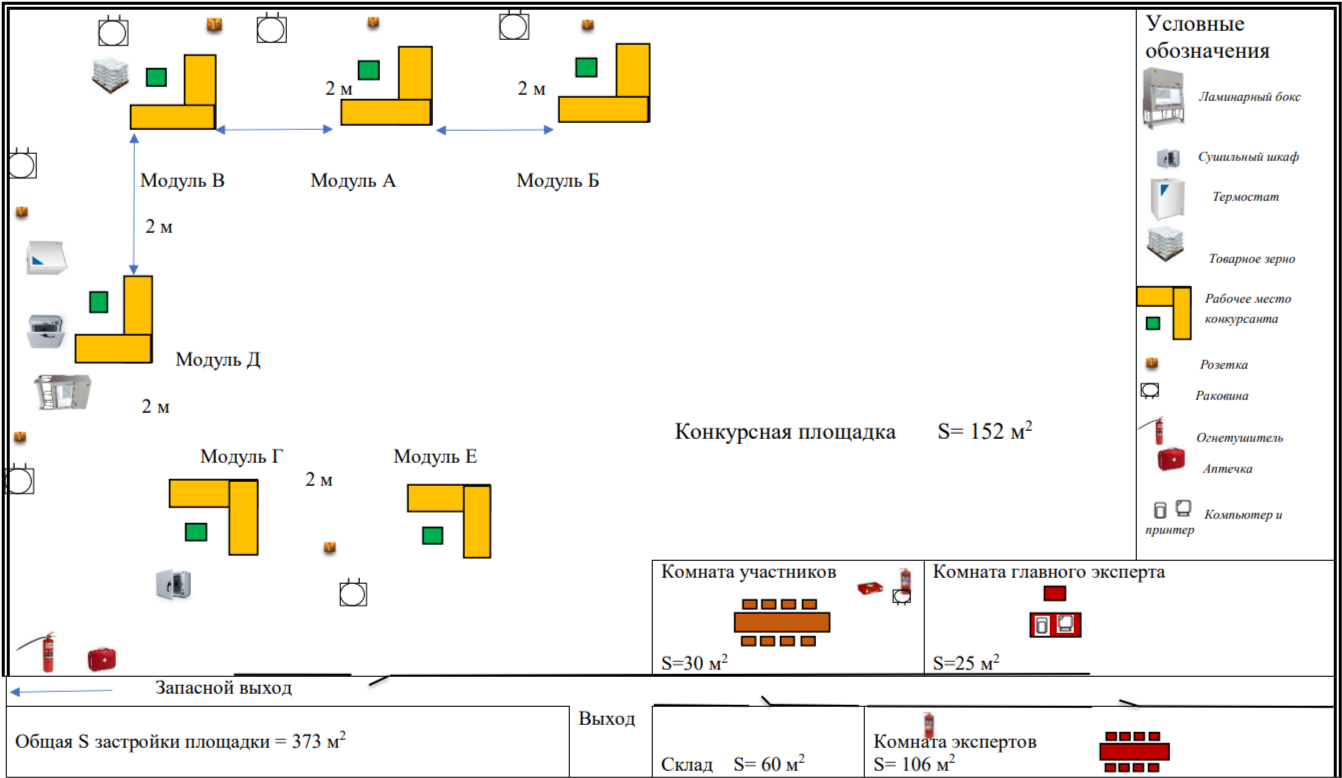 Условные
обозначения
Ламинарный бокс
Сушильный шкаф
Термостат
Товарное зерно
Рабочее место
конкурсанта
Розетка
Раковина
Огнетушитель
Аптечка
Компьютер и
принтер
2 м
2 м
Модуль В
Модуль А
Модуль Б
2 м
Модуль Д
2 м
Конкурсная площадка S= 152 м²
Модуль Г
Модуль Е
2 м
Комната участников
S=30 м²
Комната главного эксперта
S=25 м²
Запасной выход
Общая S застройки площадки = 373 м²
Выход
Склад S= 60 м²
Комната экспертов
S= 106 м²